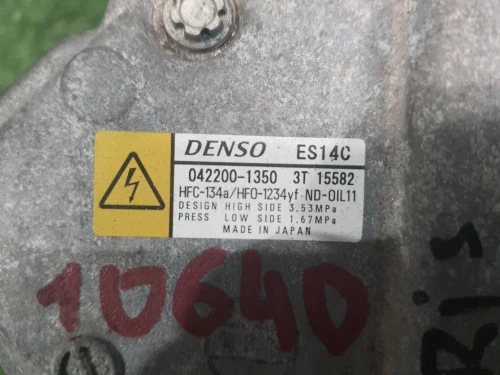 DENSO ES14C
042200-1350 3T 15582
HFC-134a/HFO-1234yf ND-OIL11
DESIGN HIGH SIDE 3.53MPa
PRESS LOW SIDE 1.67MPa
MADE IN JAPAN
10640